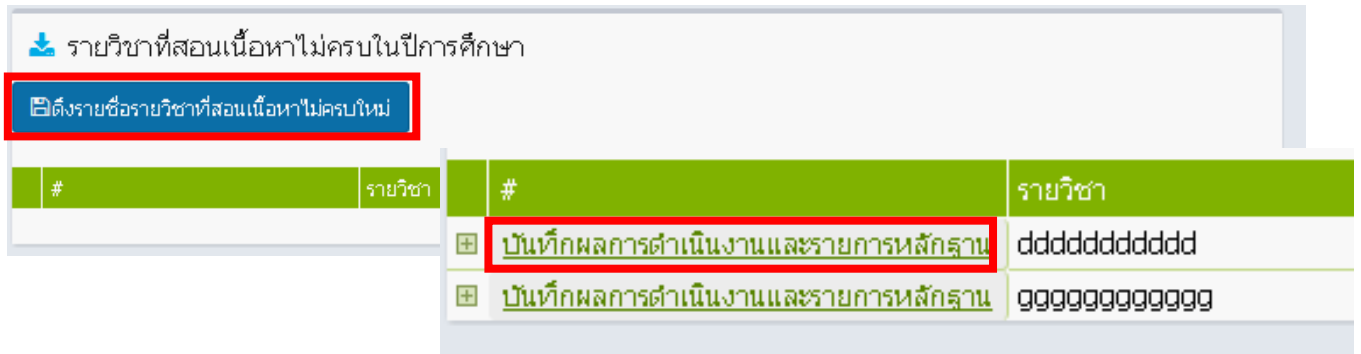 รายวิชาที่สอนเนื้อหาไม่ครบในปีการศึกษา
ดึงรายชื่อรายวิชาที่สอนเนื้อหาไม่ครบใหม่
# รายวิชา
# รายวิชา
บันทึกผลการดำเนินงานและรายการหลักฐาน ddddddddddd
บันทึกผลการดำเนินงานและรายการหลักฐาน gggggggggggg